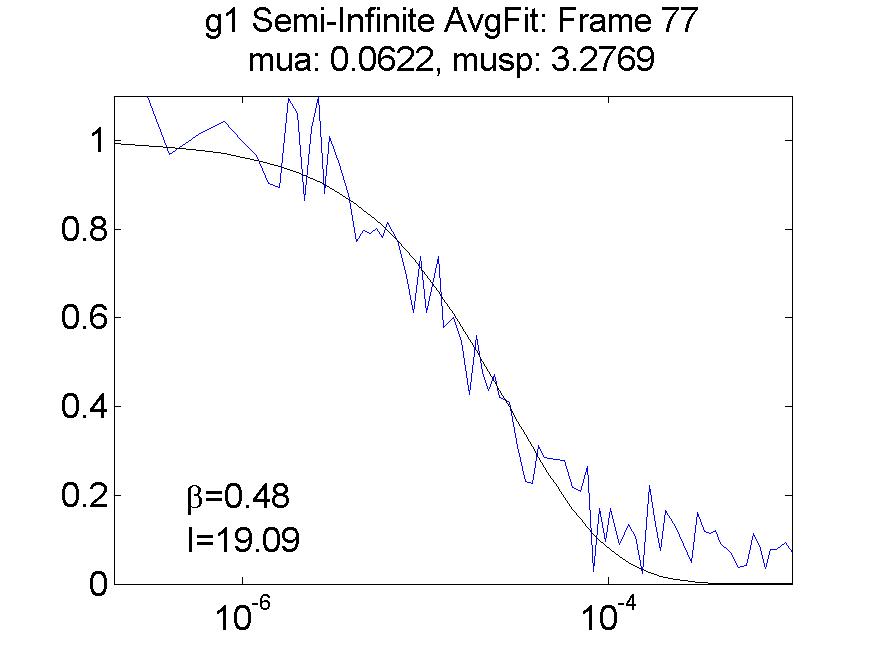 g1 Semi-Infinite AvgFit: Frame 77
mua: 0.0622, musp: 3.2769
1
0.8
0.6
0.4
0.2
0
β=0.48
I=19.09
10^-6
10^-4